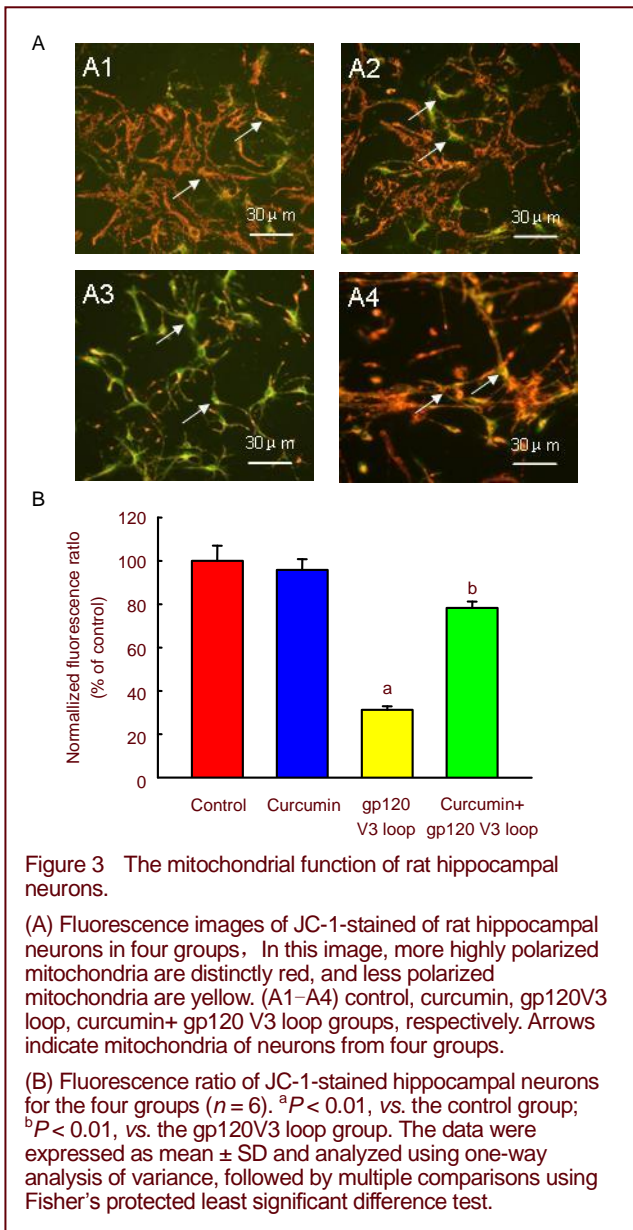 A
A1
A2
30 μm
30 μm
A3
A4
30 μm
30 μm
B
Normallized fluorescence ratio
(% of control)
120
100
80
60
40
20
0
a
b
Control
Curcumin
gp120
V3 loop
Curcumin+
gp120 V3 loop
Figure 3 The mitochondrial function of rat hippocampal
neurons.
(A) Fluorescence images of JC-1-stained of rat hippocampal
neurons in four groups，In this image, more highly polarized
mitochondria are distinctly red, and less polarized
mitochondria are yellow. (A1–A4) control, curcumin, gp120V3
loop, curcumin+ gp120 V3 loop groups, respectively. Arrows
indicate mitochondria of neurons from four groups.
(B) Fluorescence ratio of JC-1-stained hippocampal neurons
for the four groups (n = 6). ᵃP < 0.01, vs. the control group;
ᵇP < 0.01, vs. the gp120V3 loop group. The data were
expressed as mean ± SD and analyzed using one-way
analysis of variance, followed by multiple comparisons using
Fisher's protected least significant difference test.